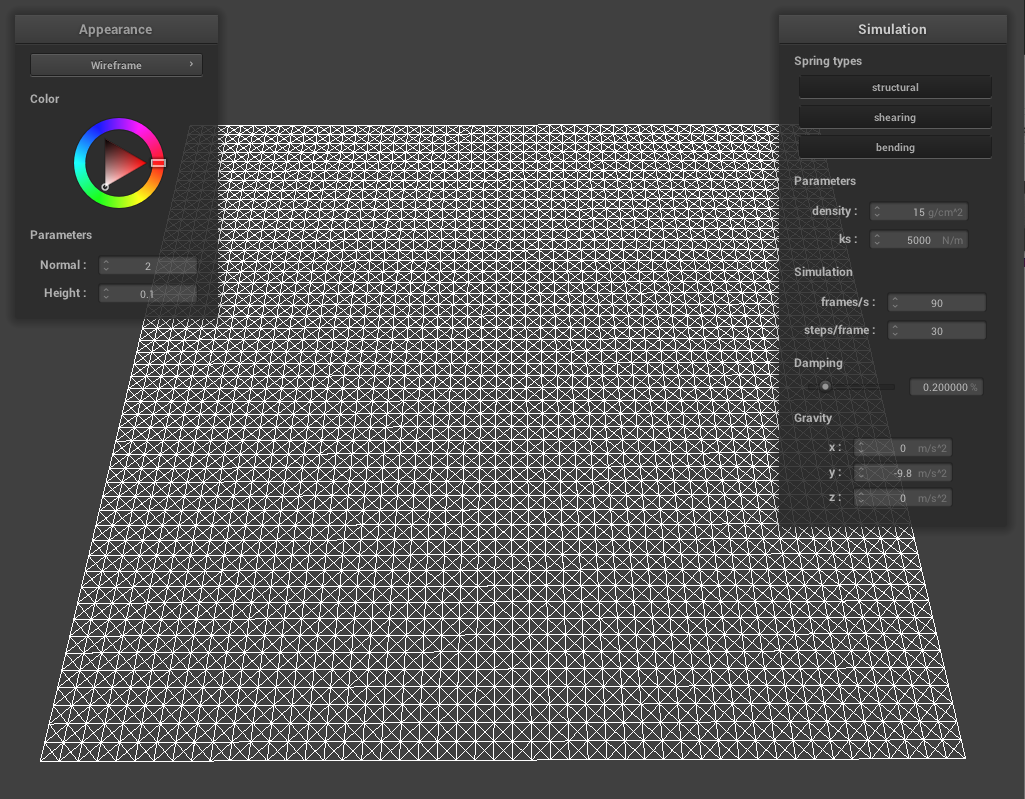 Appearance
Wireframe
Color
Parameters
Normal : 2
Height : 0.1
Simulation
Spring types
structural
shearing
bending
Parameters
density : 15 g/cm^2
ks : 5000 N/m
Simulation
frames/s : 90
steps/frame : 30
Damping
0.200000 %
Gravity
x : 0 m/s^2
y : -9.8 m/s^2
z : 0 m/s^2